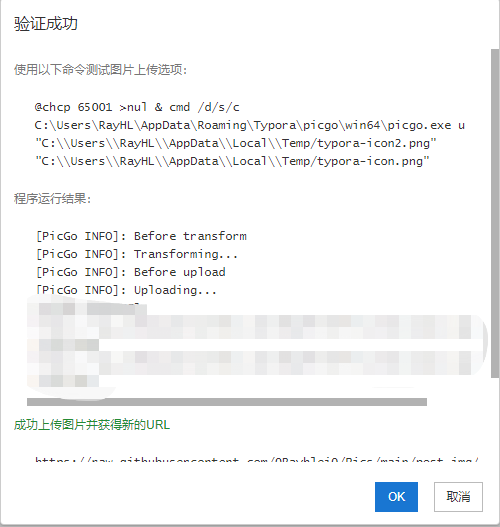 验证成功
使用以下命令测试图片上传选项:
@chcp 65001 >nul & cmd /d/s/c
C:\Users\RayHL\AppData\Roaming\Typora\picgo\win64\picgo.exe u
"C:\\Users\\RayHL\\AppData\\Local\\Temp/typora-icon2.png"
"C:\\Users\\RayHL\\AppData\\Local\\Temp/typora-icon.png"
程序运行结果:
[PicGo INFO]: Before transform
[PicGo INFO]: Transforming...
[PicGo INFO]: Before upload
[PicGo INFO]: Uploading...
成功上传图片并获得新的URL
OK
取消